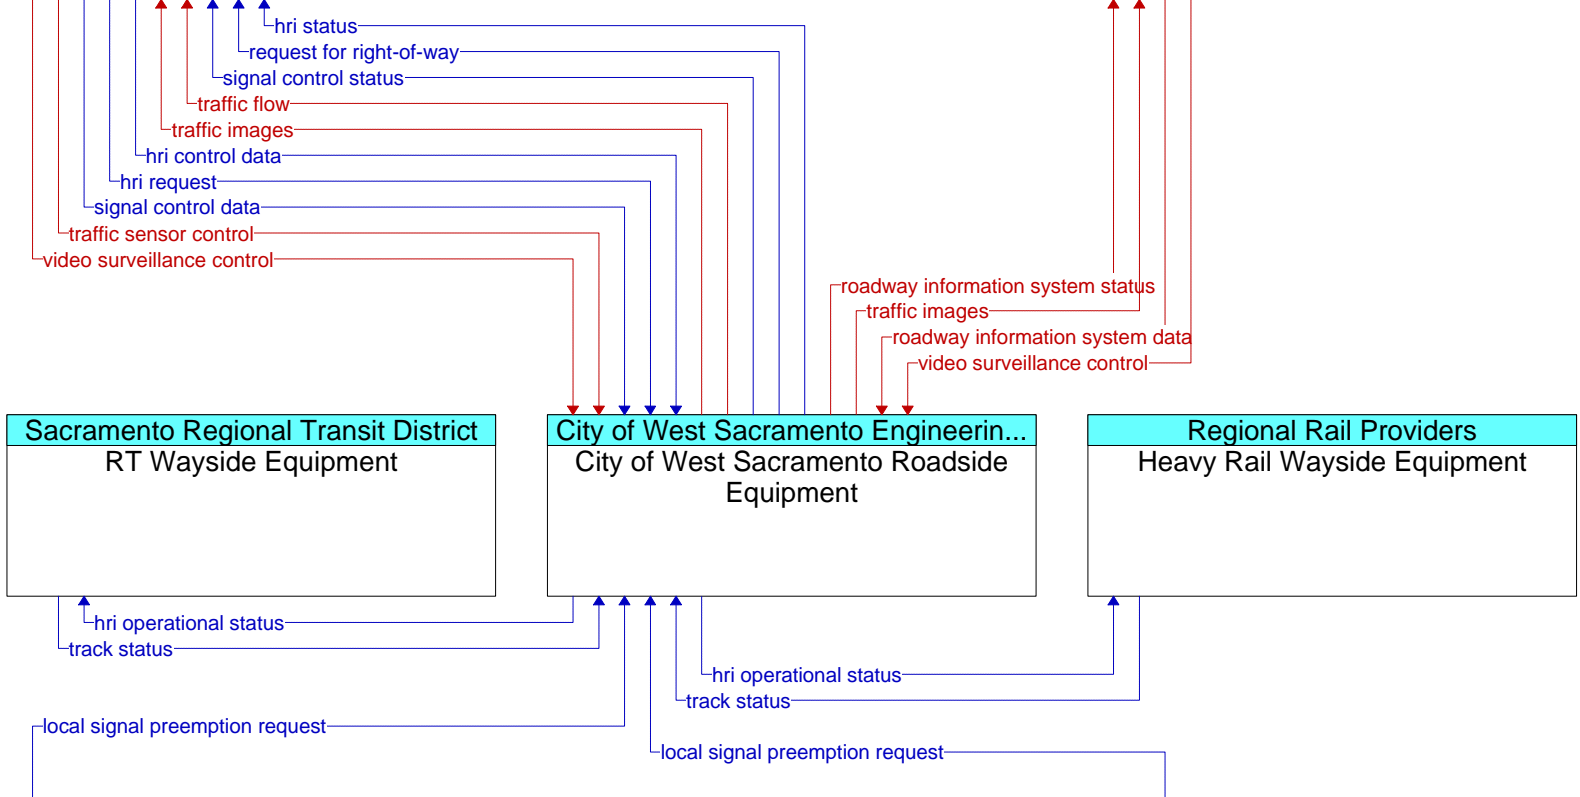 hri status
request for right-of-way
signal control status
traffic flow
traffic images
hri control data
hri request
signal control data
traffic sensor control
video surveillance control
roadway information system status
traffic images
roadway information system data
video surveillance control
Sacramento Regional Transit District
RT Wayside Equipment
City of West Sacramento Engineerin...
City of West Sacramento Roadside
Equipment
Regional Rail Providers
Heavy Rail Wayside Equipment
hri operational status
track status
hri operational status
track status
local signal preemption request
local signal preemption request